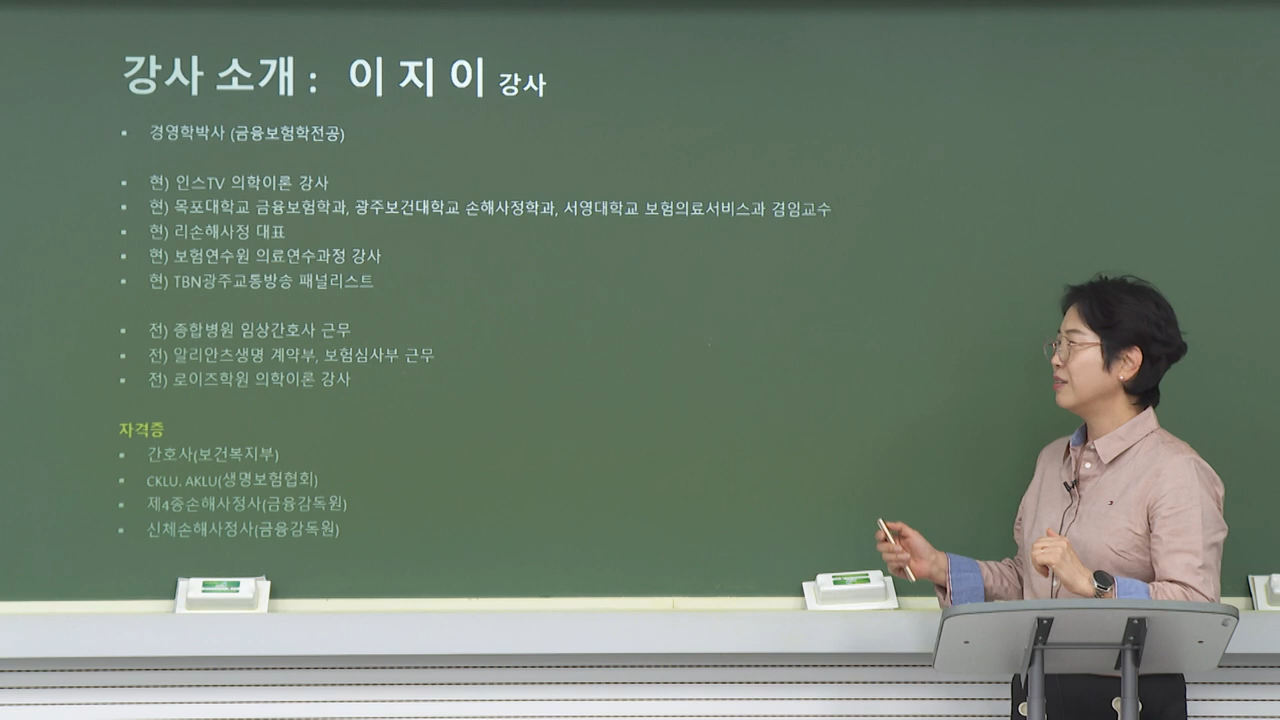 강사 소개 : 이 지 이 강사
▪ 경영학박사 (금융보험학전공)
▪ 현) 인스TV 의학이론 강사
▪ 현) 목포대학교 금융보험학과, 광주보건대학교 손해사정학과, 서영대학교 보험의료서비스과 겸임교수
▪ 현) 리손해사정 대표
▪ 현) 보험연수원 의료연수과정 강사
▪ 현) TBN광주교통방송 패널리스트
▪ 전) 종합병원 임상간호사 근무
▪ 전) 알리안츠생명 계약부, 보험심사부 근무
▪ 전) 로이즈학원 의학이론 강사
자격증
▪ 간호사(보건복지부)
▪ CKLU. AKLU(생명보험협회)
▪ 제4종손해사정사(금융감독원)
▪ 신체손해사정사(금융감독원)